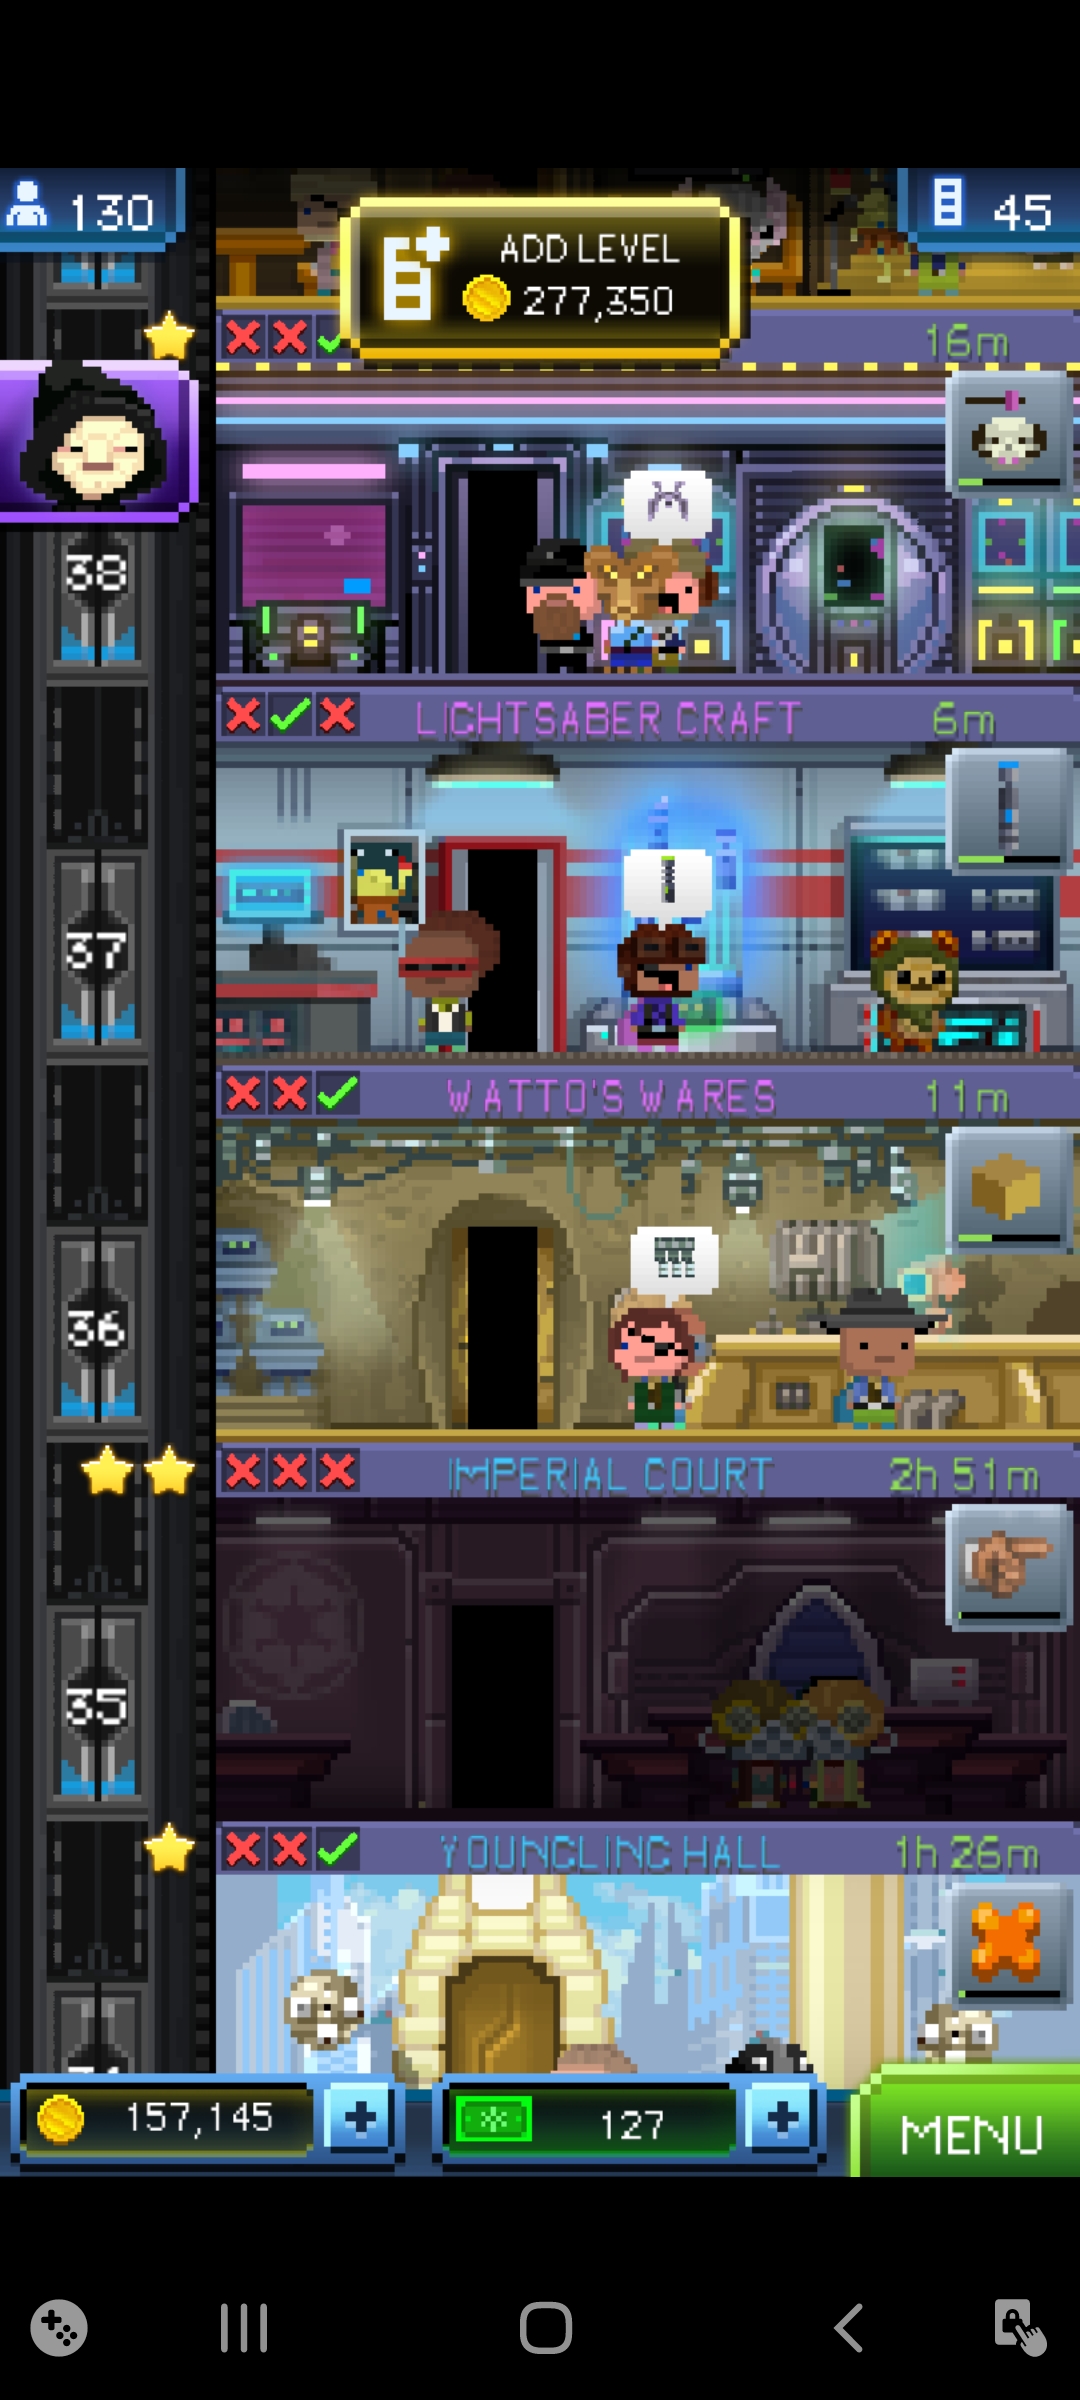 130
ADD LEVEL
277,350
45
16m
38
LIGHTSABER CRAFT
6m
37
WATTO'S WARES
11m
36
IMPERIAL COURT
2h 51m
35
YOUNGLING HALL
1h 26m
157,145
127
MENU